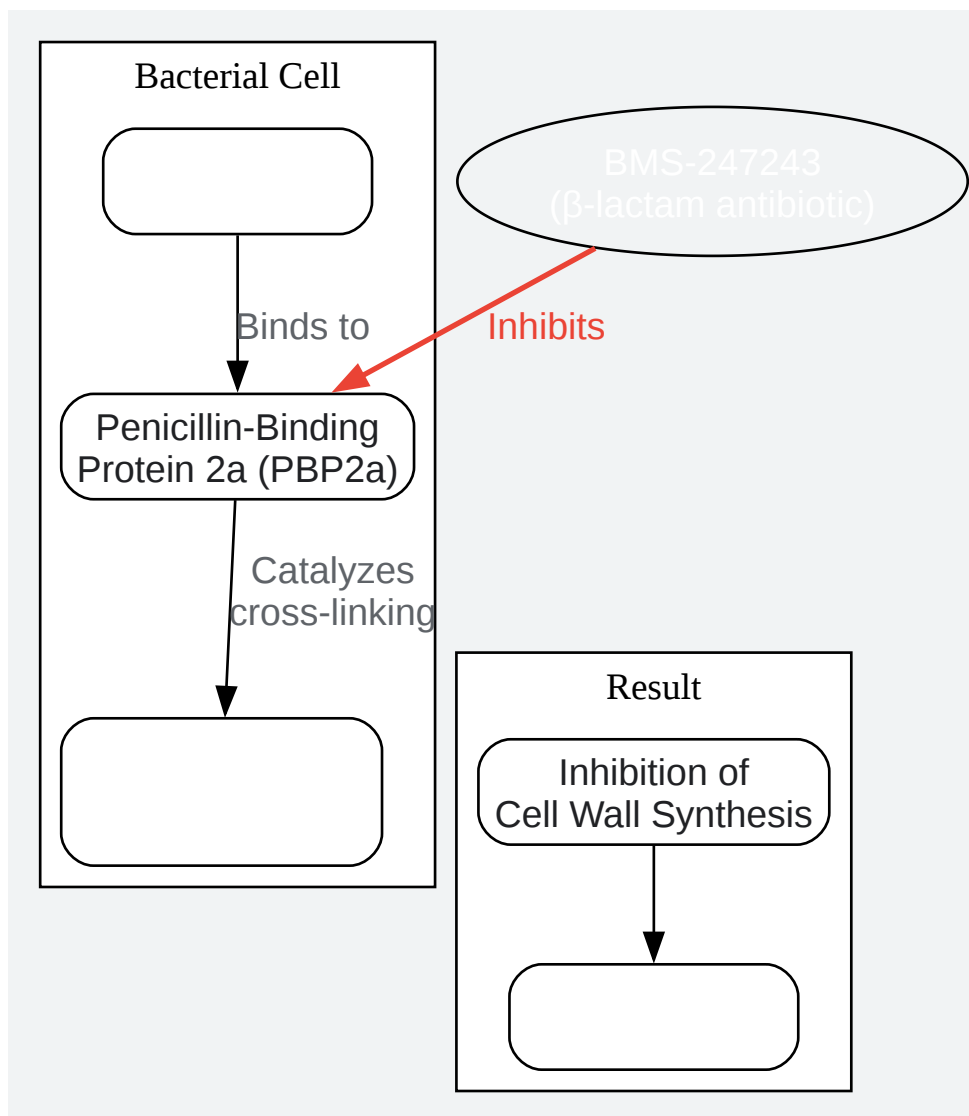 Bacterial Cell
BMS-247243
(β-lactam antibiotic)
Binds to
Inhibits
Penicillin-Binding
Protein 2a (PBP2a)
Catalyzes
cross-linking
Result
Inhibition of
Cell Wall Synthesis